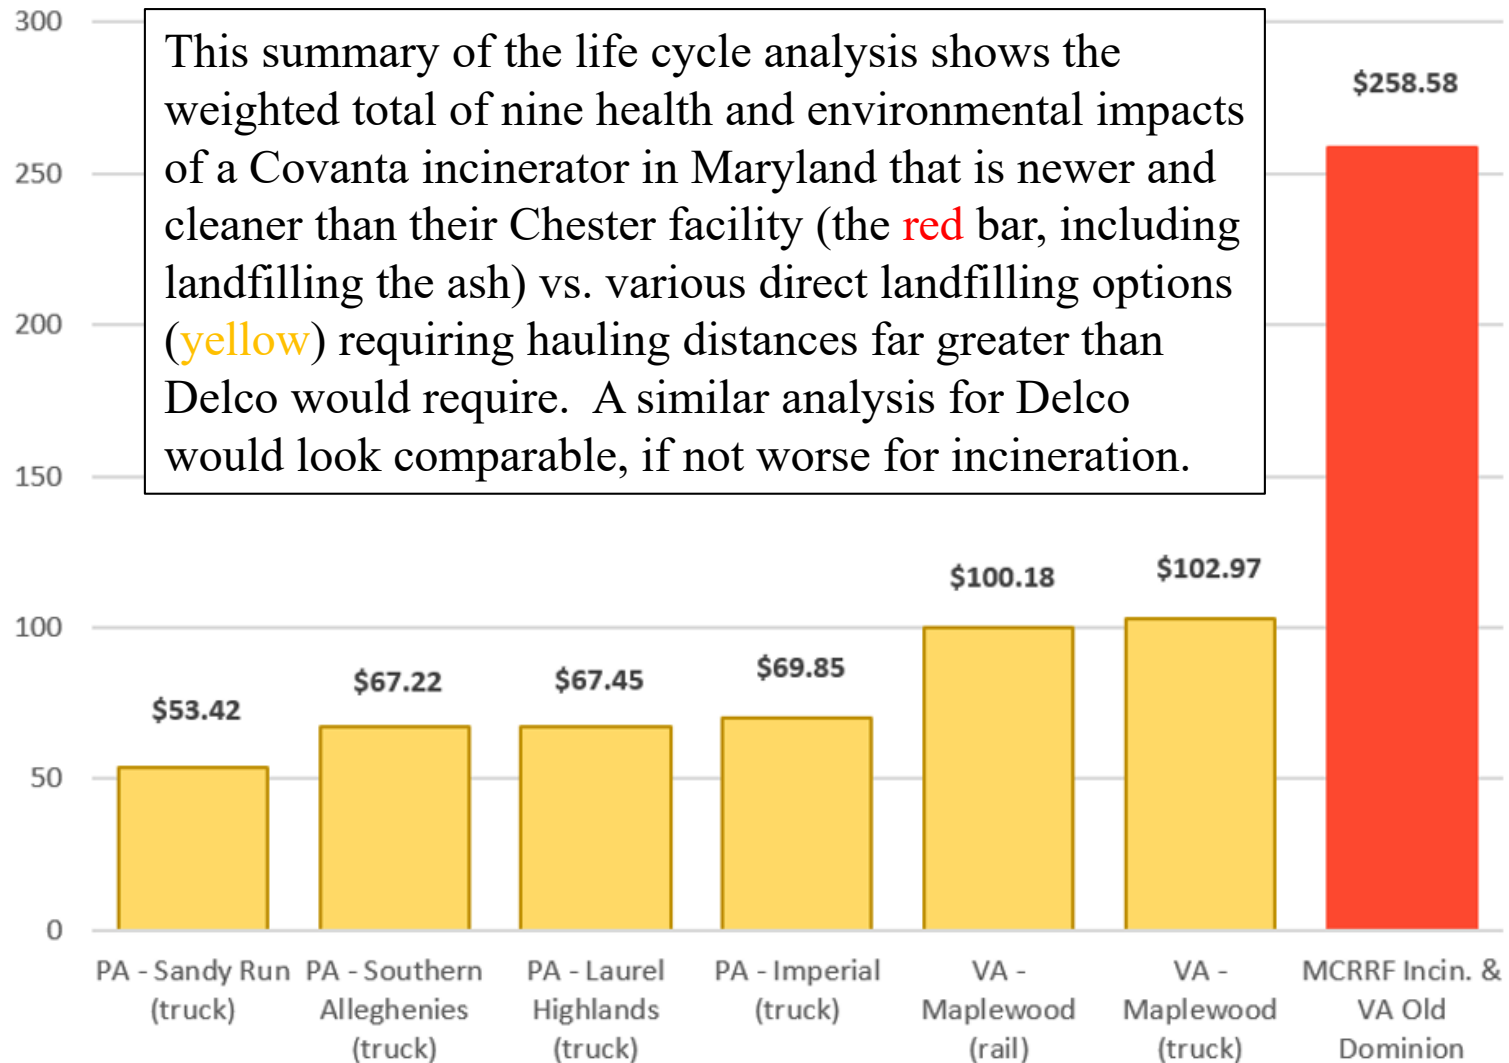 300
This summary of the life cycle analysis shows the
weighted total of nine health and environmental impacts
of a Covanta incinerator in Maryland that is newer and
cleaner than their Chester facility (the red bar, including
landfilling the ash) vs. various direct landfilling options
(yellow) requiring hauling distances far greater than
Delco would require.  A similar analysis for Delco
would look comparable, if not worse for incineration.
$258.58
250
200
150
$100.18
$102.97
100
$53.42
$67.22
$67.45
$69.85
50
0
PA - Sandy Run
(truck)
PA - Southern
Alleghenies
(truck)
PA - Laurel
Highlands
(truck)
PA - Imperial
(truck)
VA -
Maplewood
(rail)
VA -
Maplewood
(truck)
MCRRF Incin. &
VA Old
Dominion